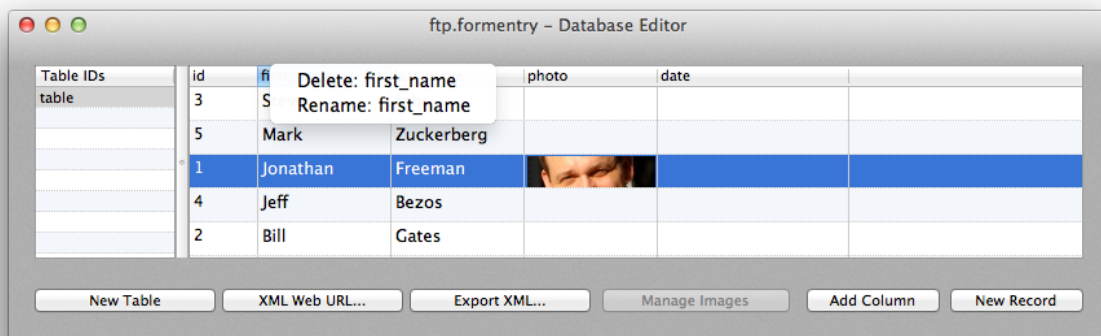 ftp.formentry – Database Editor
Table IDs
id
photo
date
Delete: first_name
Rename: first_name
table
3
5 Mark Zuckerberg
1 Jonathan Freeman
4 Jeff Bezos
2 Bill Gates
New Table XML Web URL... Export XML... Manage Images Add Column New Record